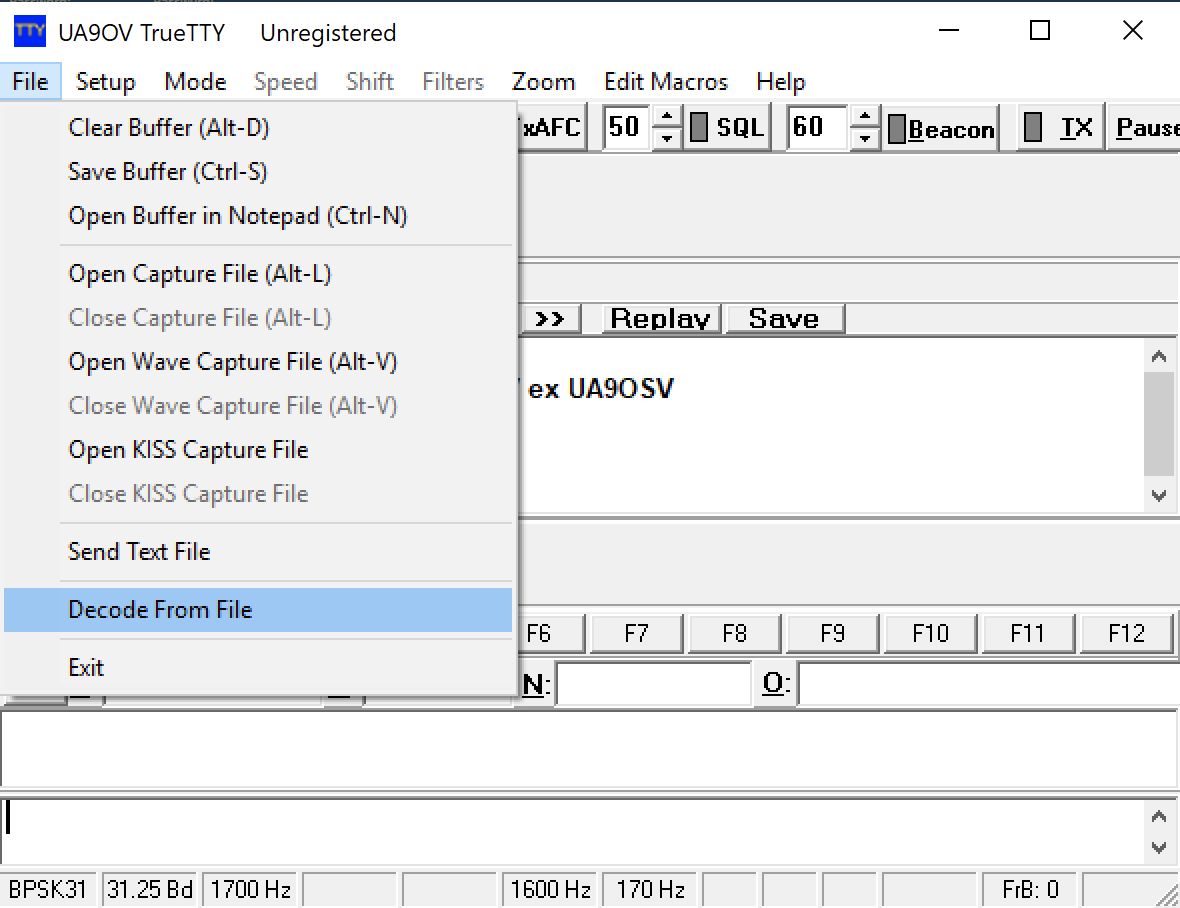 UA9OV TrueTTY Unregistered
File Setup Mode Speed Shift Filters Zoom Edit Macros Help
Clear Buffer (Alt-D)
Save Buffer (Ctrl-S)
Open Buffer in Notepad (Ctrl-N)
Open Capture File (Alt-L)
Close Capture File (Alt-L)
Open Wave Capture File (Alt-V)
Close Wave Capture File (Alt-V)
Open KISS Capture File
Close KISS Capture File
Send Text File
Decode From File
Exit
xAFC 50 SQL 60 Beacon TX Pause
>> Replay Save
ex UA9OSV
F6 F7 F8 F9 F10 F11 F12
N: O:
BPSK31 31.25 Bd 1700 Hz 1600 Hz 170 Hz FrB: 0